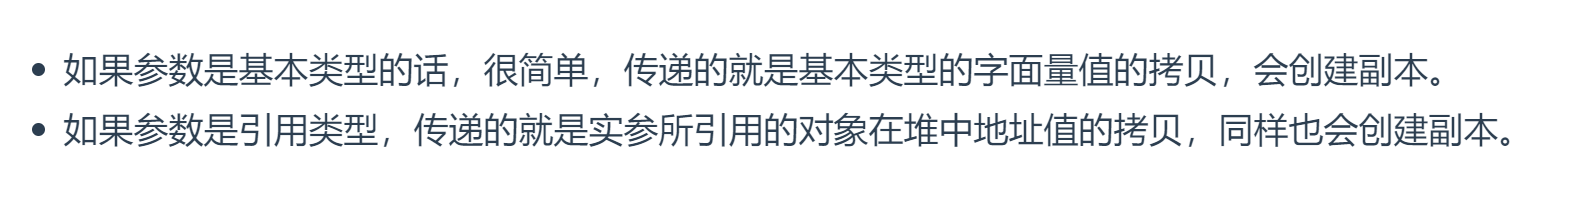 如果参数是基本类型的话，很简单，传递的就是基本类型的字面量值的拷贝，会创建副本。
如果参数是引用类型，传递的就是实参所引用的对象在堆中地址值的拷贝，同样也会创建副本。